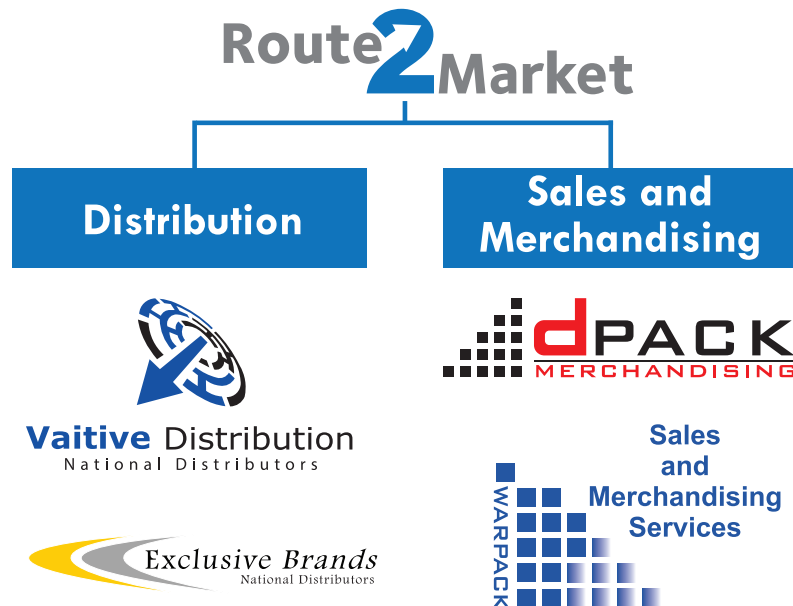 Route2Market
Distribution
Sales and
Merchandising
Vaitive Distribution
National Distributors
Exclusive Brands
National Distributors
dPACK
MERCHANDISING
Sales
and
Merchandising
Services
WARPACK